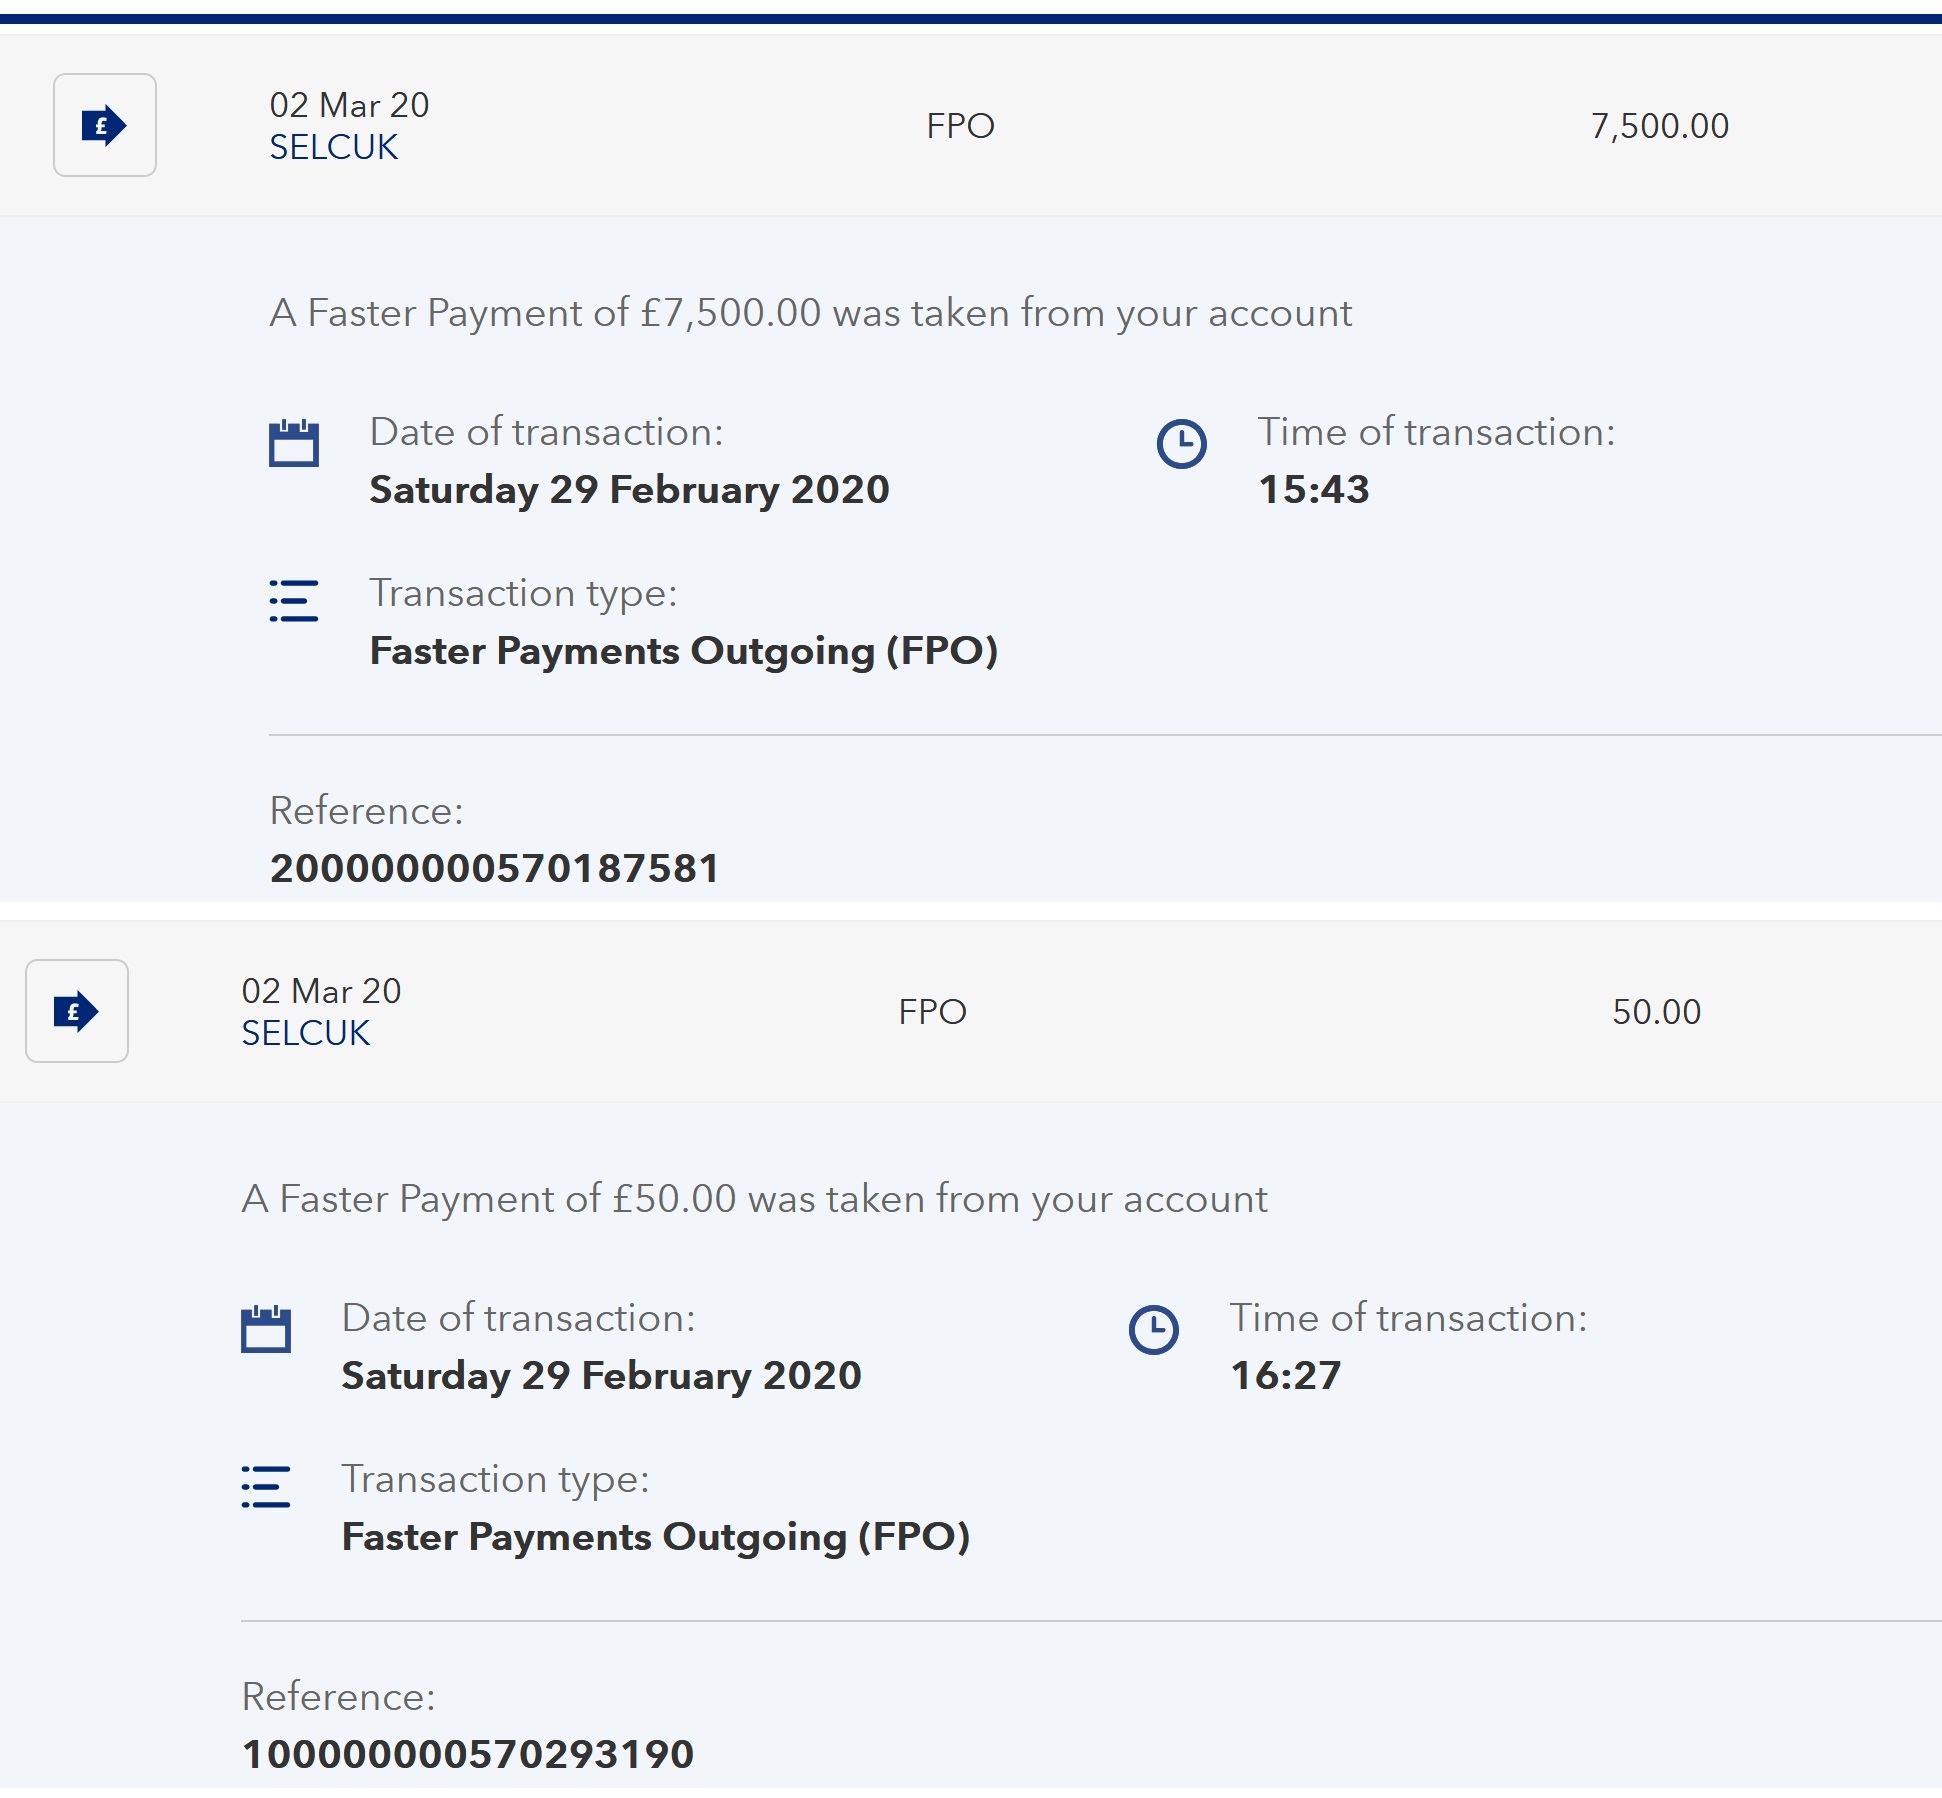 £
02 Mar 20
SELCUK
FPO
7,500.00
A Faster Payment of £7,500.00 was taken from your account
Date of transaction:
Saturday 29 February 2020
Time of transaction:
15:43
Transaction type:
Faster Payments Outgoing (FPO)
Reference:
200000000570187581
£
02 Mar 20
SELCUK
FPO
50.00
A Faster Payment of £50.00 was taken from your account
Date of transaction:
Saturday 29 February 2020
Time of transaction:
16:27
Transaction type:
Faster Payments Outgoing (FPO)
Reference:
100000000570293190